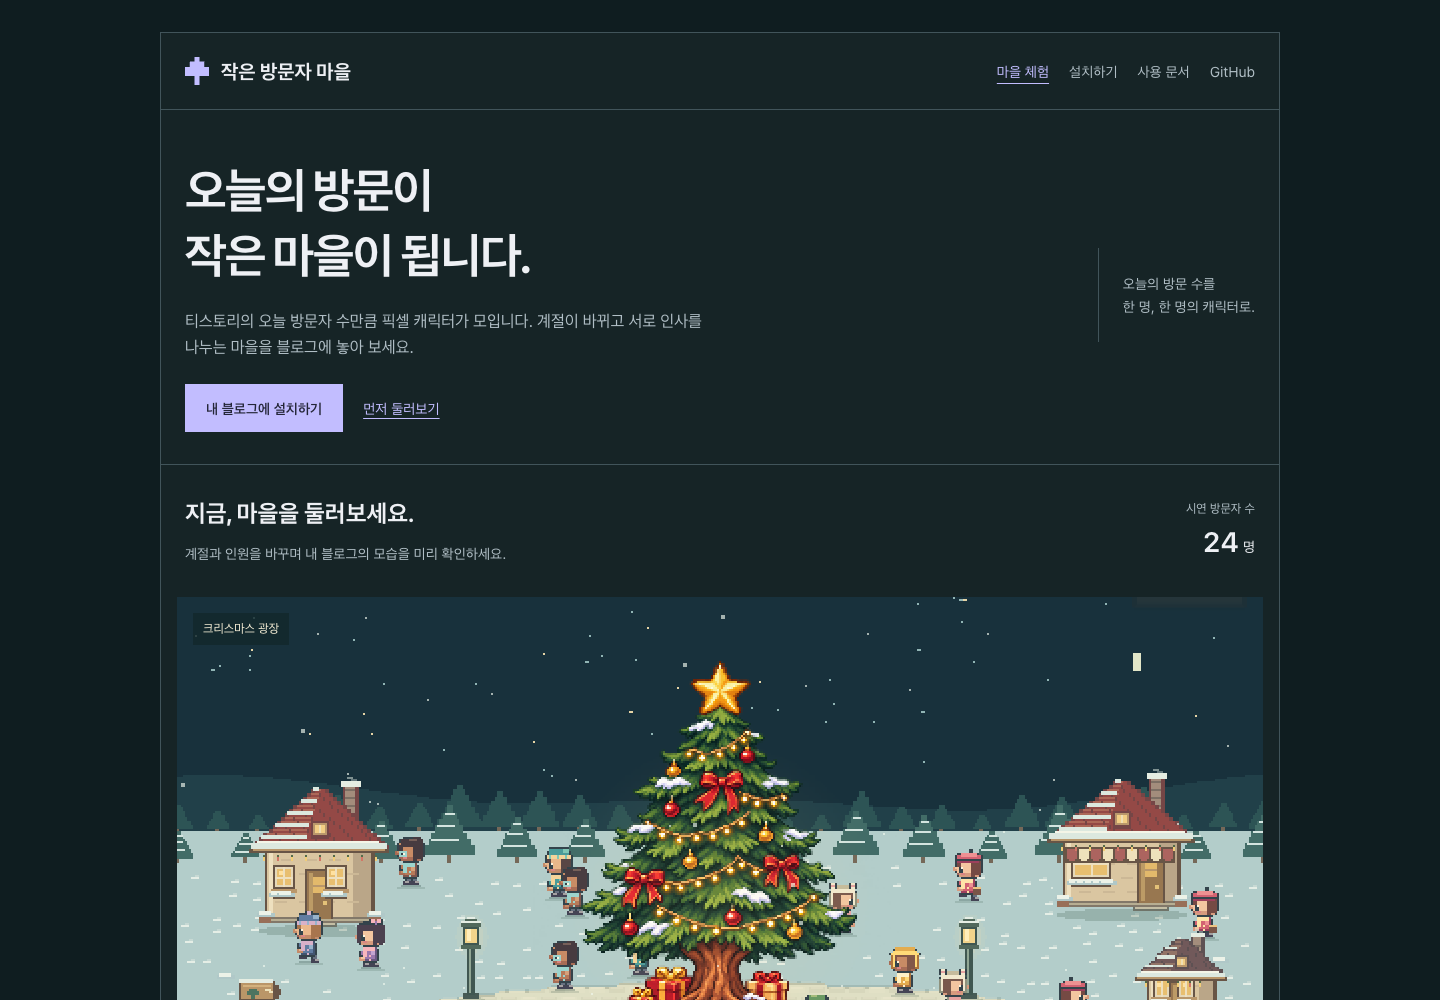 작은 방문자 마을
마을 체험
설치하기
사용 문서
GitHub
오늘의 방문이
작은 마을이 됩니다.
티스토리의 오늘 방문자 수만큼 픽셀 캐릭터가 모입니다. 계절이 바뀌고 서로 인사를
나누는 마을을 블로그에 놓아 보세요.
오늘의 방문 수를
한 명, 한 명의 캐릭터로.
내 블로그에 설치하기
먼저 둘러보기
지금, 마을을 둘러보세요.
계절과 인원을 바꾸며 내 블로그의 모습을 미리 확인하세요.
시연 방문자 수
24 명
크리스마스 광장